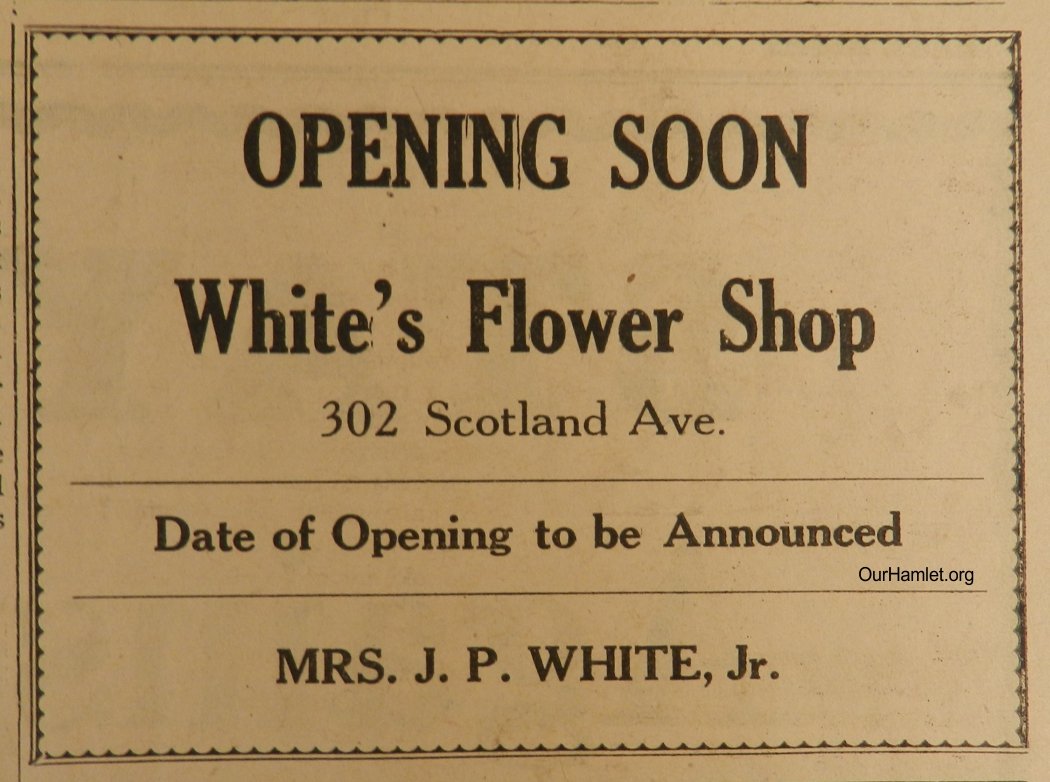 OPENING SOON
White's Flower Shop
302 Scotland Ave.
Date of Opening to be Announced
OurHamlet.org
MRS. J. P. WHITE, Jr.